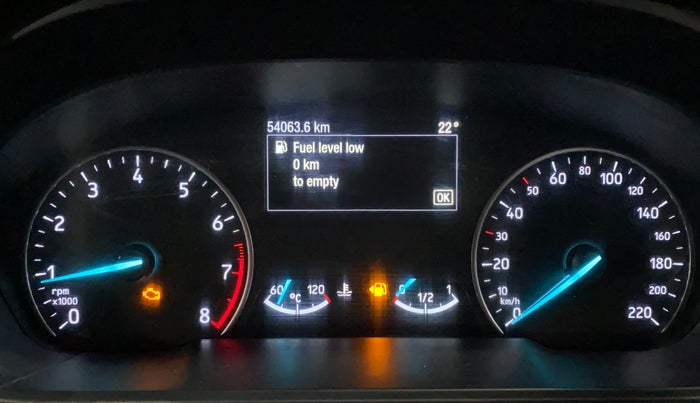 54063.6 km 22°
Fuel level low
0 km
to empty
OK
0 1 2 3 4 5 6 7 8
rpm
x1000
60 120
°C
0 1/2 1
0 10 20 30 40 50 60 80 100 120 140 160 180 200 220
km/h